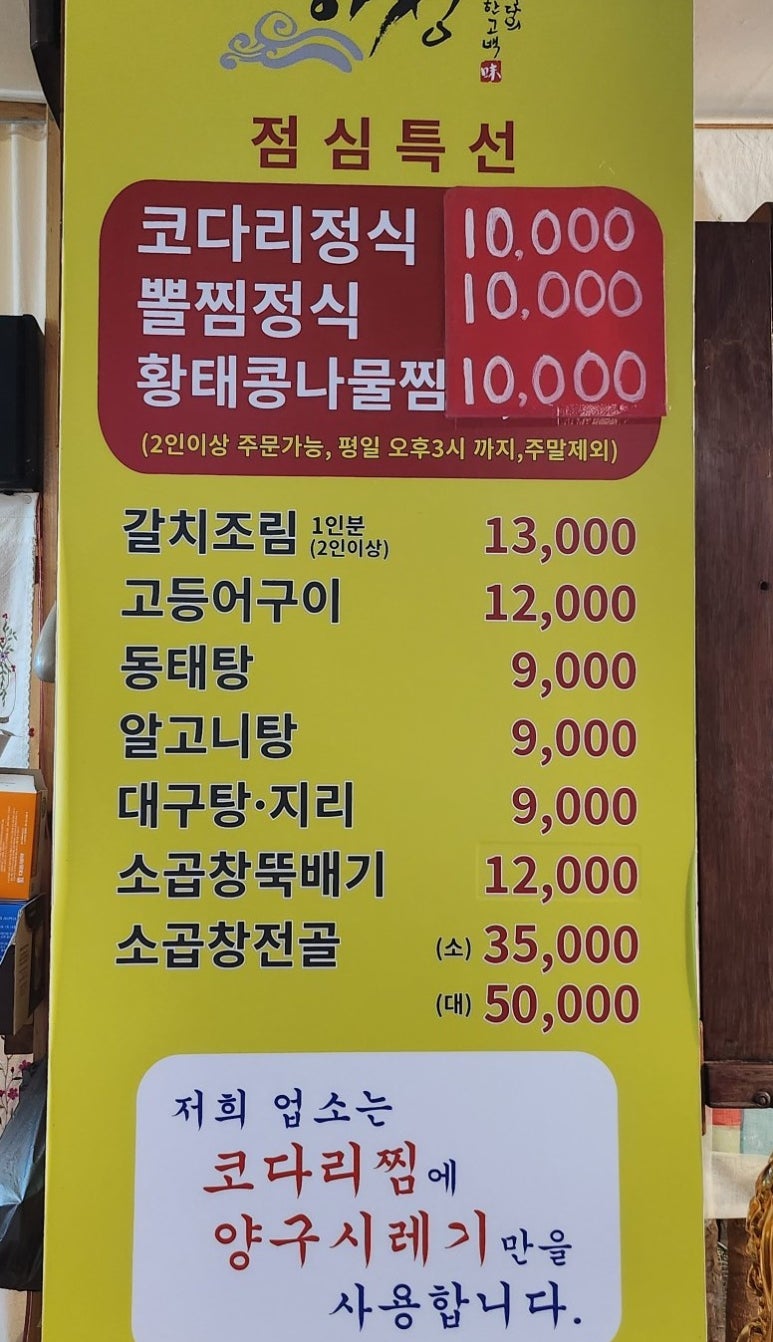 味
점심특선
코다리정식 10,000
뽈찜정식 10,000
황태콩나물찜 10,000
(2인이상 주문가능, 평일 오후3시 까지,주말제외)
갈치조림 1인분 (2인이상) 13,000
고등어구이 12,000
동태탕 9,000
알고니탕 9,000
대구탕·지리 9,000
소곱창뚝배기 12,000
소곱창전골 (소) 35,000
(대) 50,000
저희 업소는
코다리찜에
양구시레기만을
사용합니다.